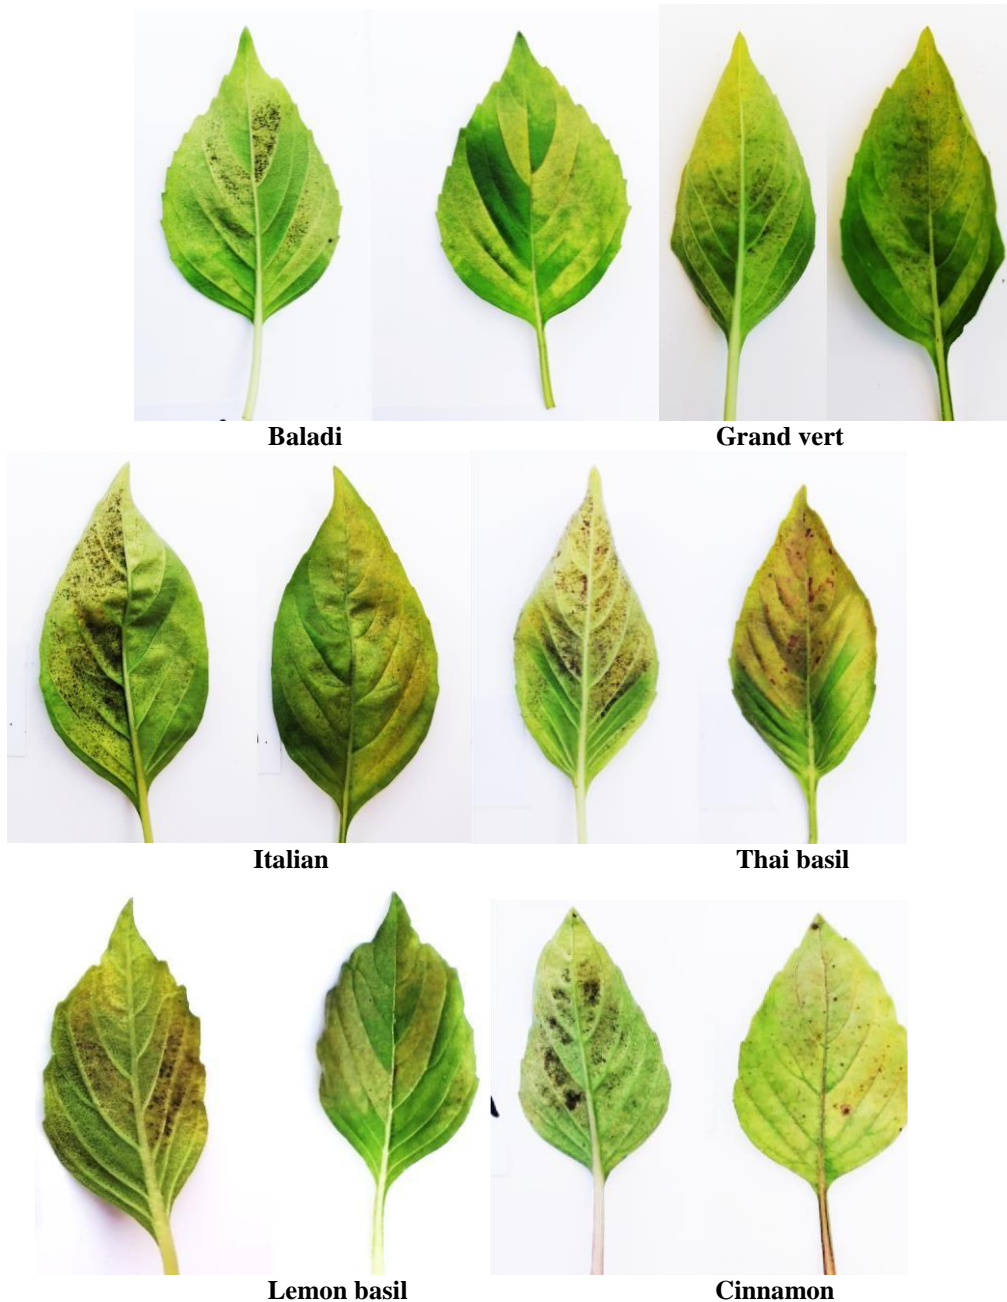 Baladi
Grand vert
Italian
Thai basil
Lemon basil
Cinnamon